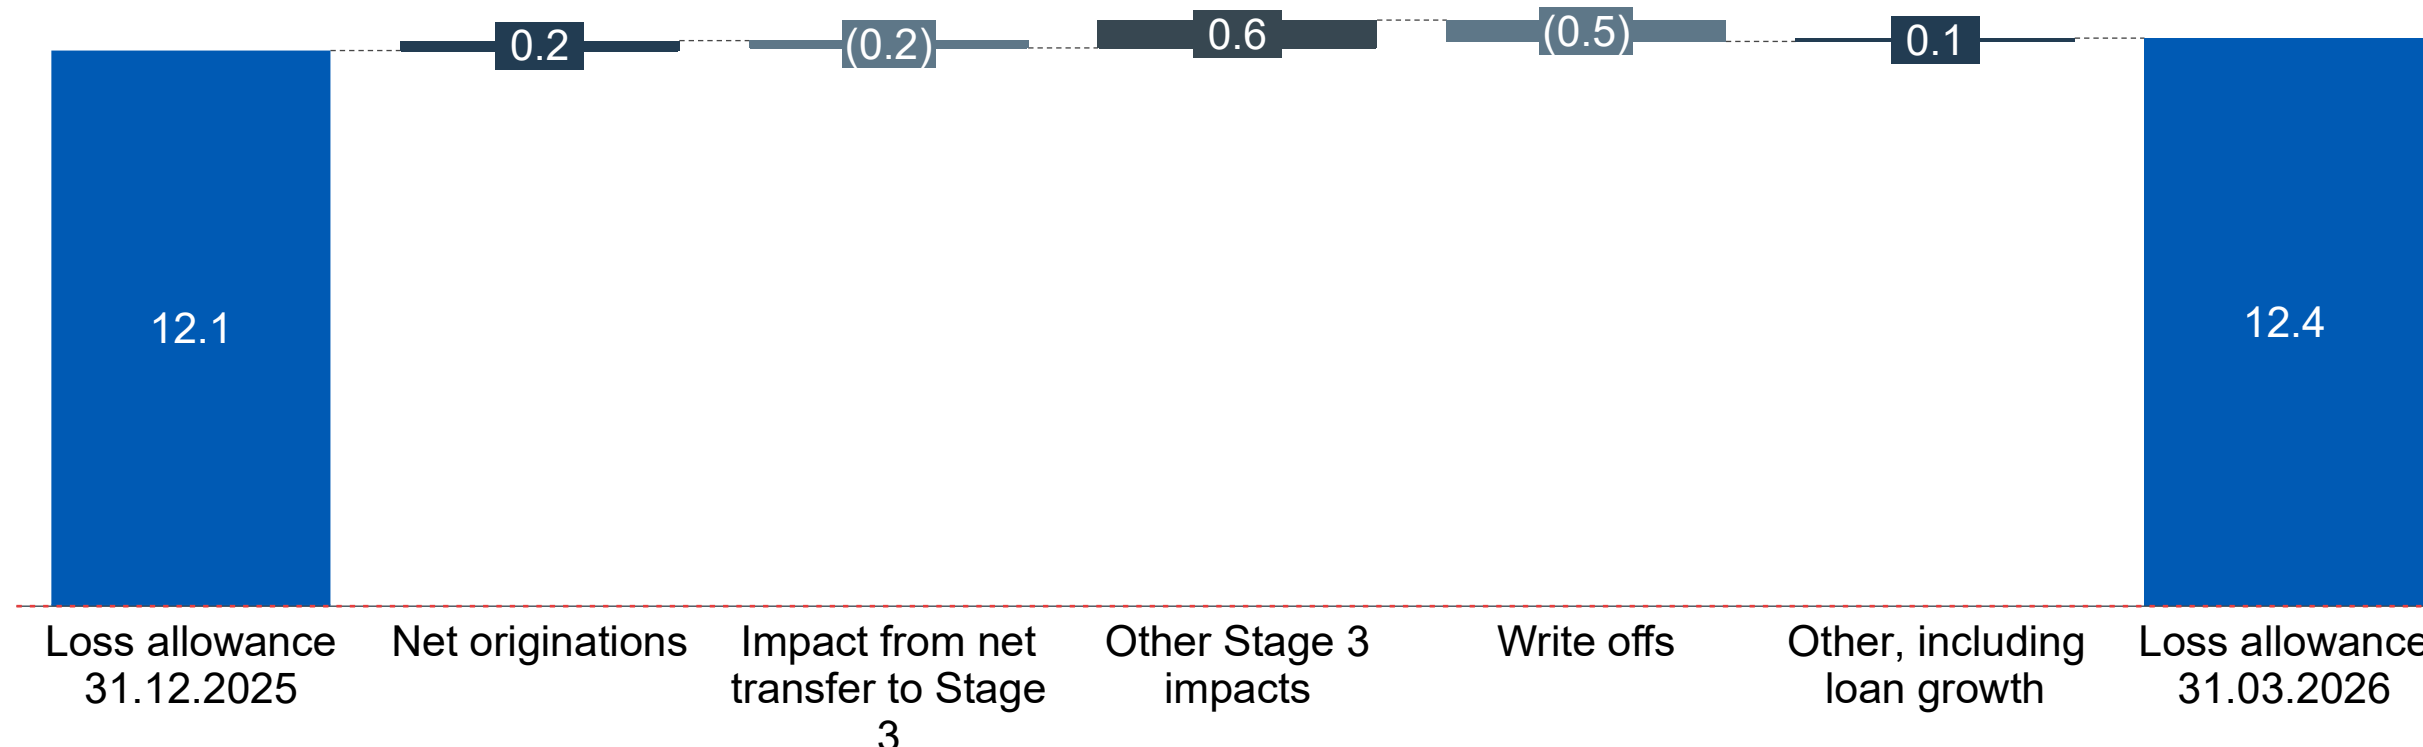 0.2
(0.2)
0.6
(0.5)
0.1
12.1
12.4
Loss allowance
31.12.2025
Net originations
Impact from net
transfer to Stage
3
Other Stage 3
impacts
Write offs
Other, including
loan growth
Loss allowance
31.03.2026